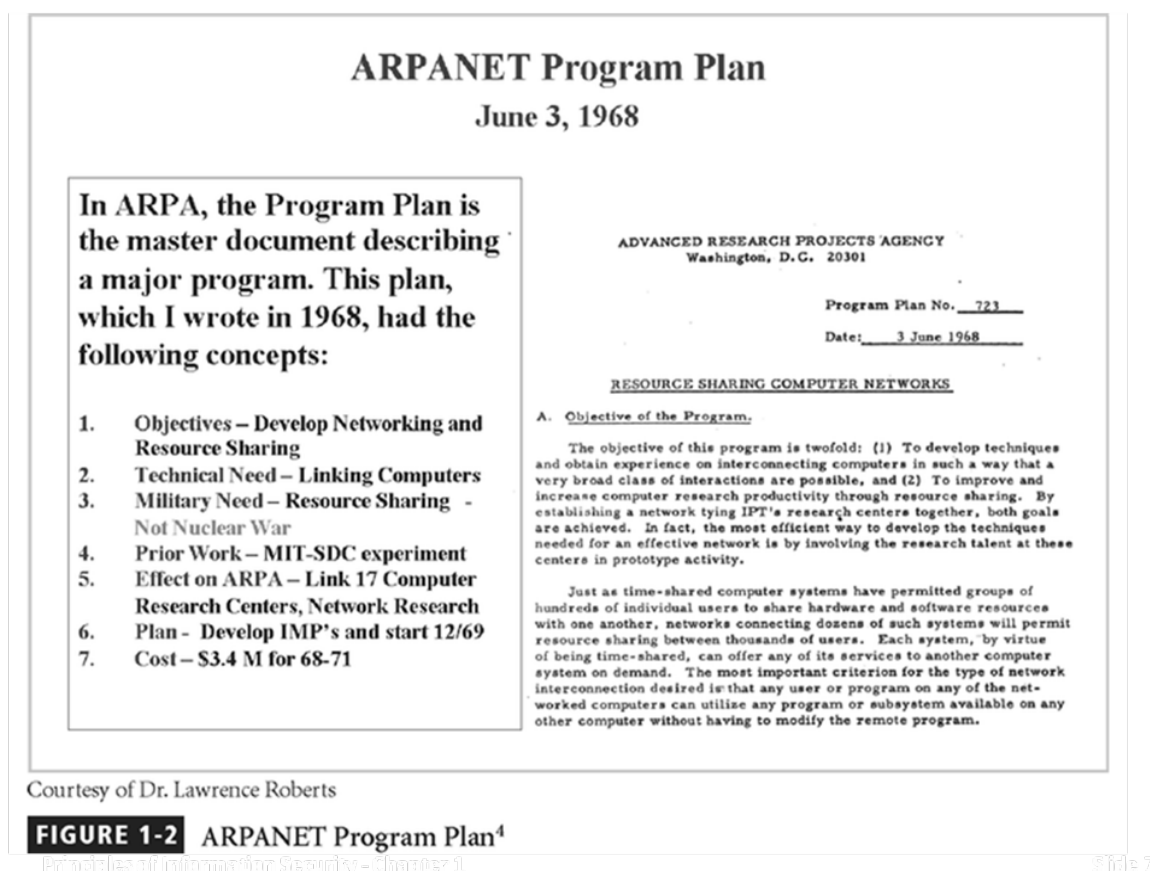 ARPANET Program Plan
June 3, 1968
In ARPA, the Program Plan is
the master document describing
a major program. This plan,
which I wrote in 1968, had the
following concepts:
1. Objectives – Develop Networking and
Resource Sharing
2. Technical Need – Linking Computers
3. Military Need – Resource Sharing -
Not Nuclear War
4. Prior Work – MIT-SDC experiment
5. Effect on ARPA – Link 17 Computer
Research Centers, Network Research
6. Plan - Develop IMP's and start 12/69
7. Cost – $3.4 M for 68-71
ADVANCED RESEARCH PROJECTS AGENCY
Washington, D.C. 20301
Program Plan No. 723
Date: 3 June 1968
RESOURCE SHARING COMPUTER NETWORKS
A. Objective of the Program.
The objective of this program is twofold: (1) To develop techniques
and obtain experience on interconnecting computers in such a way that a
very broad class of interactions are possible, and (2) To improve and
increase computer research productivity through resource sharing. By
establishing a network tying IPT's research centers together, both goals
are achieved. In fact, the most efficient way to develop the techniques
needed for an effective network is by involving the research talent at these
centers in prototype activity.
Just as time-shared computer systems have permitted groups of
hundreds of individual users to share hardware and software resources
with one another, networks connecting dozens of such systems will permit
resource sharing between thousands of users. Each system, by virtue
of being time-shared, can offer any of its services to another computer
system on demand. The most important criterion for the type of network
interconnection desired is that any user or program on any of the net-
worked computers can utilize any program or subsystem available on any
other computer without having to modify the remote program.
Courtesy of Dr. Lawrence Roberts
FIGURE 1-2 ARPANET Program Plan⁴
Principles of Information Security - Chapter 1 Slide 7